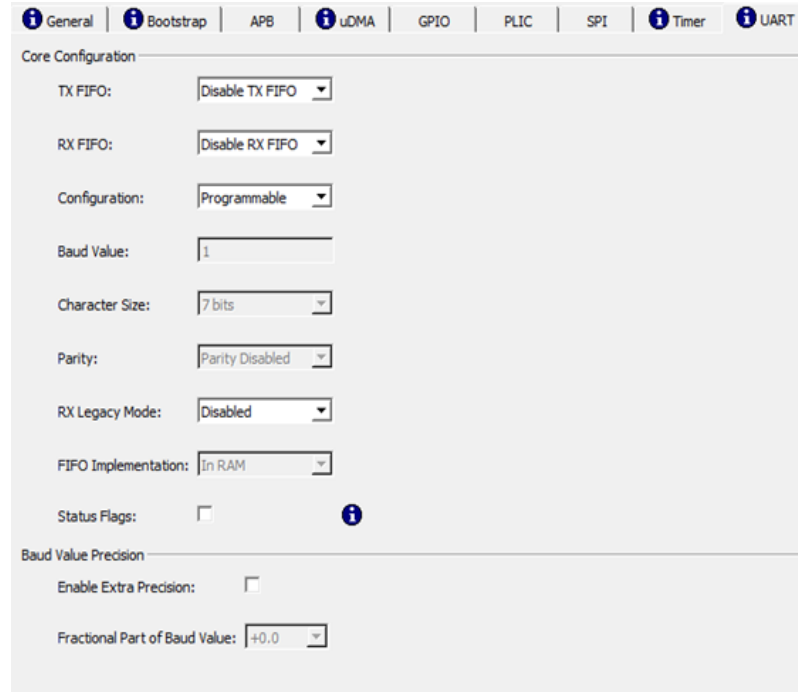 General Bootstrap APB uDMA GPIO PLIC SPI Timer UART
Core Configuration
TX FIFO: Disable TX FIFO
RX FIFO: Disable RX FIFO
Configuration: Programmable
Baud Value: 1
Character Size: 7 bits
Parity: Parity Disabled
RX Legacy Mode: Disabled
FIFO Implementation: In RAM
Status Flags:
Baud Value Precision
Enable Extra Precision:
Fractional Part of Baud Value: +0.0